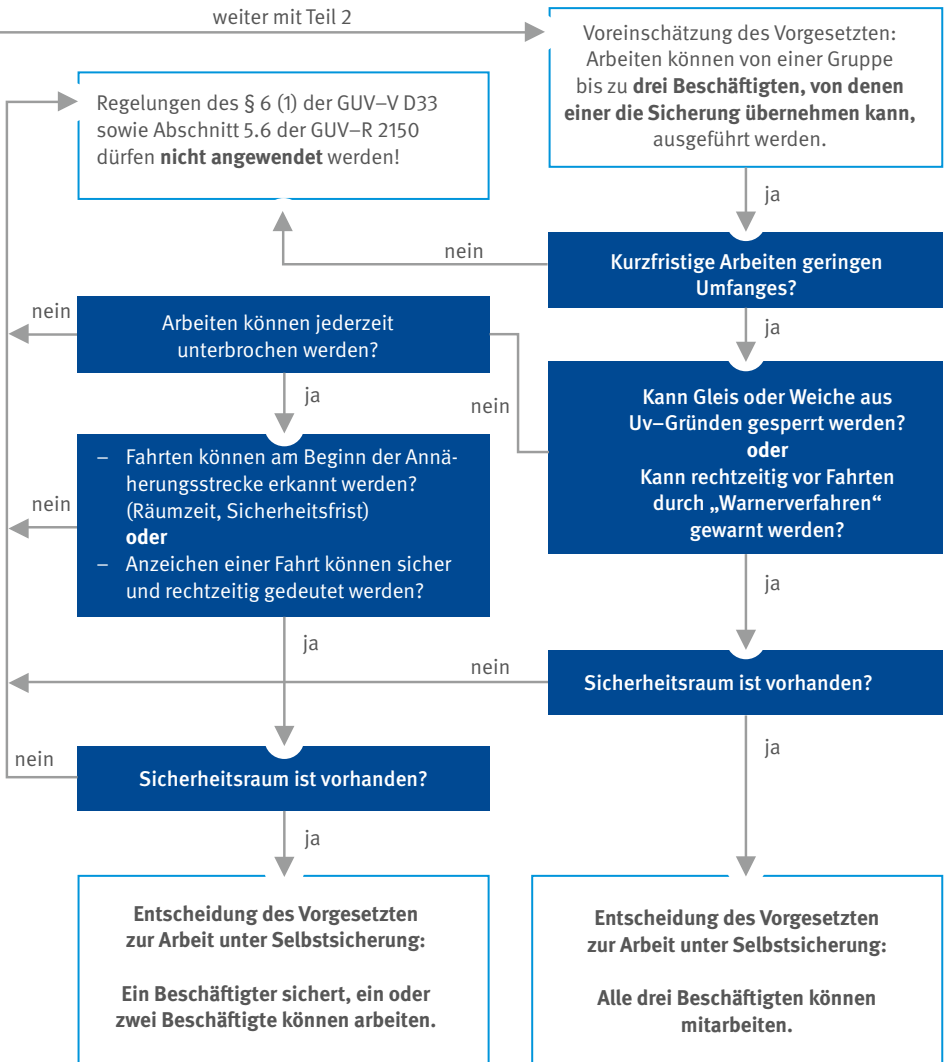 weiter mit Teil 2
Voreinschätzung des Vorgesetzten:
Arbeiten können von einer Gruppe
bis zu drei Beschäftigten, von denen
einer die Sicherung übernehmen kann,
ausgeführt werden.
Regelungen des § 6 (1) der GUV–V D33
sowie Abschnitt 5.6 der GUV–R 2150
dürfen nicht angewendet werden!
ja
nein
Kurzfristige Arbeiten geringen
Umfanges?
nein
Arbeiten können jederzeit
unterbrochen werden?
ja
ja
nein
Kann Gleis oder Weiche aus
Uv–Gründen gesperrt werden?
oder
Kann rechtzeitig vor Fahrten
durch „Warnerverfahren“
gewarnt werden?
– Fahrten können am Beginn der Annä-
herungsstrecke erkannt werden?
(Räumzeit, Sicherheitsfrist)
oder
– Anzeichen einer Fahrt können sicher
und rechtzeitig gedeutet werden?
nein
ja
ja
nein
Sicherheitsraum ist vorhanden?
nein
Sicherheitsraum ist vorhanden?
ja
ja
Entscheidung des Vorgesetzten
zur Arbeit unter Selbstsicherung:
Ein Beschäftigter sichert, ein oder
zwei Beschäftigte können arbeiten.
Entscheidung des Vorgesetzten
zur Arbeit unter Selbstsicherung:
Alle drei Beschäftigten können
mitarbeiten.